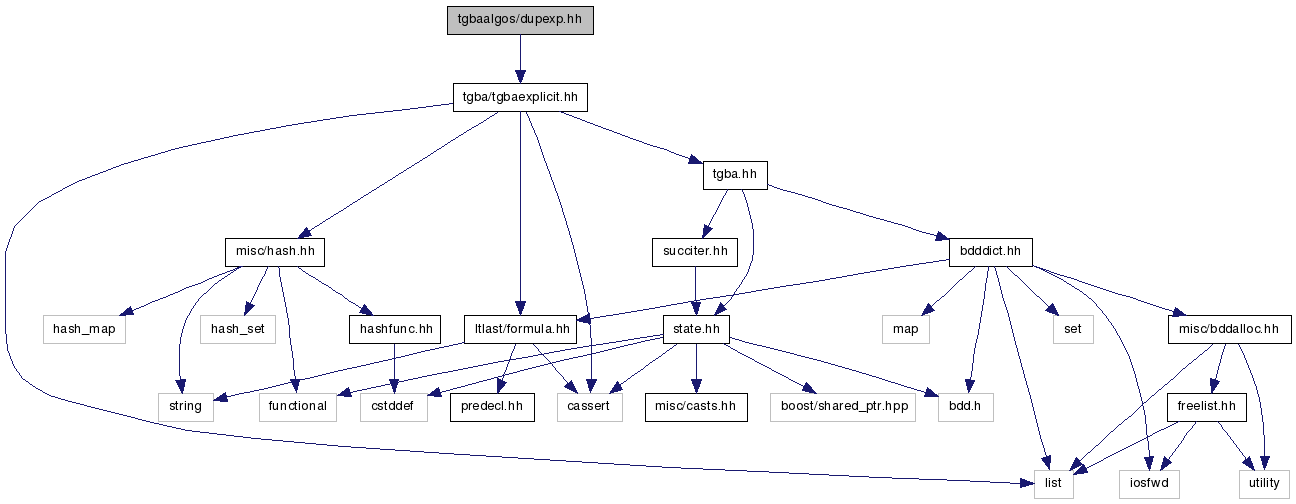 tgbaalgos/dupexp.hh
tgba/tgbaexplicit.hh
tgba.hh
misc/hash.hh
succiter.hh
bdddict.hh
hash_map
hash_set
hashfunc.hh
ltlast/formula.hh
state.hh
map
set
misc/bddalloc.hh
string
functional
cstddef
predecl.hh
cassert
misc/casts.hh
boost/shared_ptr.hpp
bdd.h
freelist.hh
list
iosfwd
utility